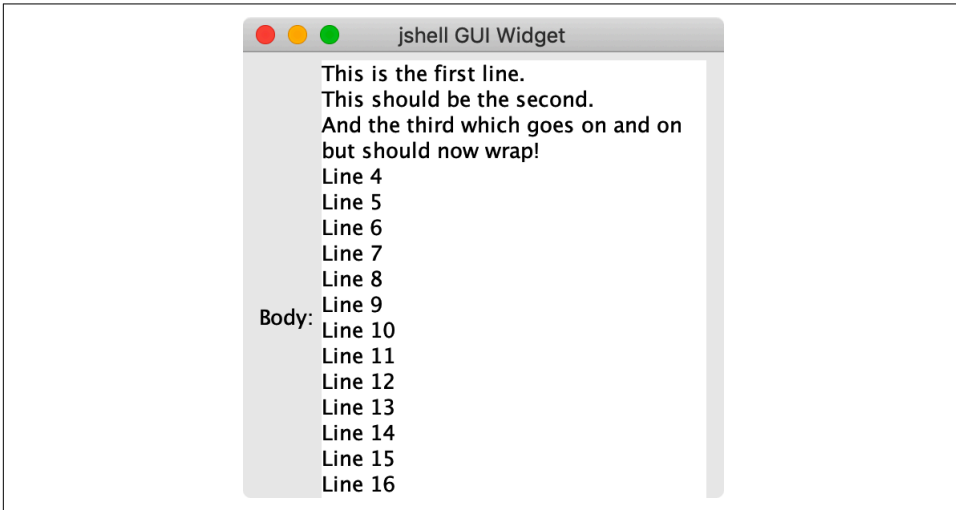 jshell GUI Widget
This is the first line.
This should be the second.
And the third which goes on and on
but should now wrap!
Line 4
Line 5
Line 6
Line 7
Line 8
Line 9
Body:
Line 10
Line 11
Line 12
Line 13
Line 14
Line 15
Line 16